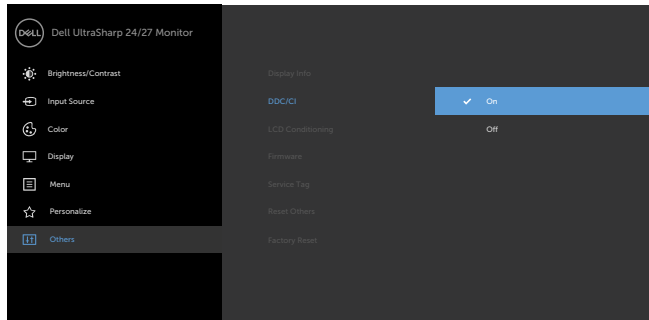 DELL
Dell UltraSharp 24/27 Monitor
Brightness/Contrast
Display Info
Input Source
DDC/CI
On
Color
LCD Conditioning
Off
Display
Firmware
Menu
Service Tag
Personalize
Reset Others
Others
Factory Reset